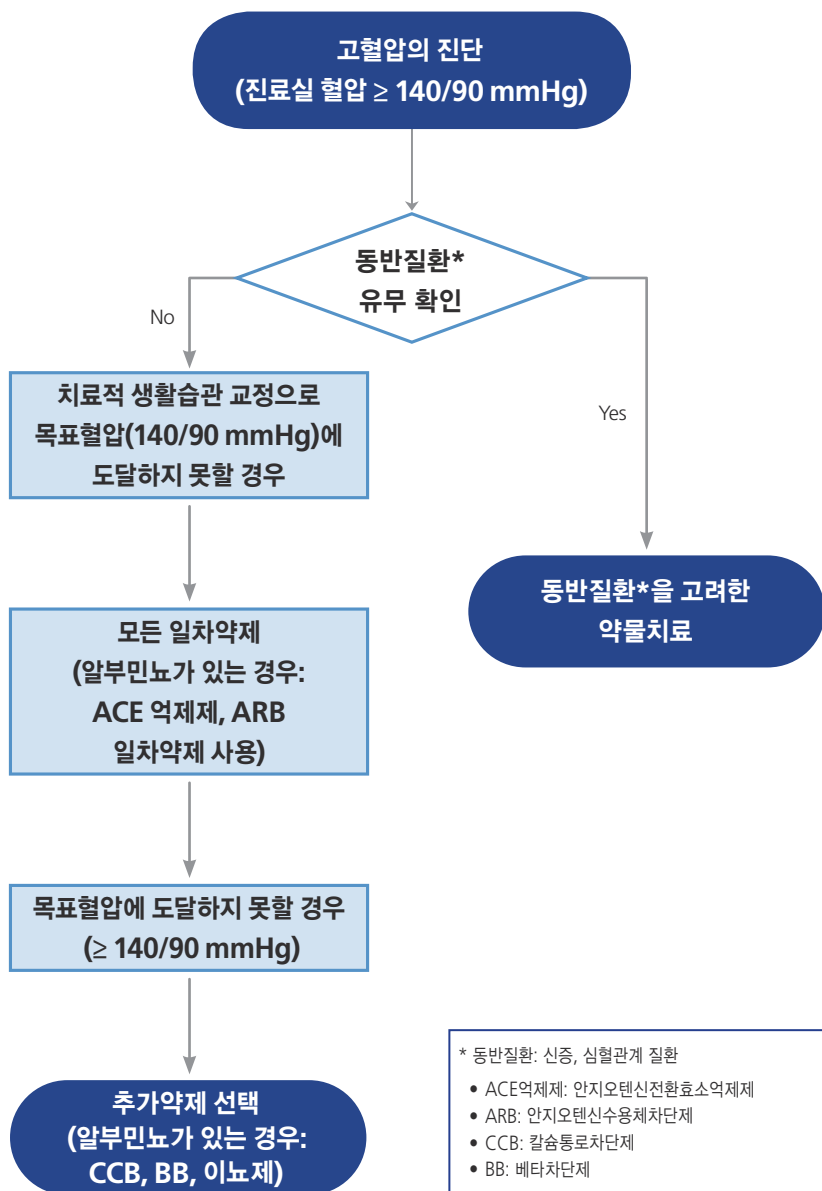 고혈압의 진단
(진료실 혈압 ≥ 140/90 mmHg)
동반질환*
유무 확인
No
Yes
치료적 생활습관 교정으로
목표혈압(140/90 mmHg)에
도달하지 못할 경우
동반질환*을 고려한
약물치료
모든 일차약제
(알부민뇨가 있는 경우:
ACE 억제제, ARB
일차약제 사용)
목표혈압에 도달하지 못할 경우
(≥ 140/90 mmHg)
추가약제 선택
(알부민뇨가 있는 경우:
CCB, BB, 이뇨제)
* 동반질환: 신증, 심혈관계 질환
• ACE억제제: 안지오텐신전환효소억제제
• ARB: 안지오텐신수용체차단제
• CCB: 칼슘통로차단제
• BB: 베타차단제